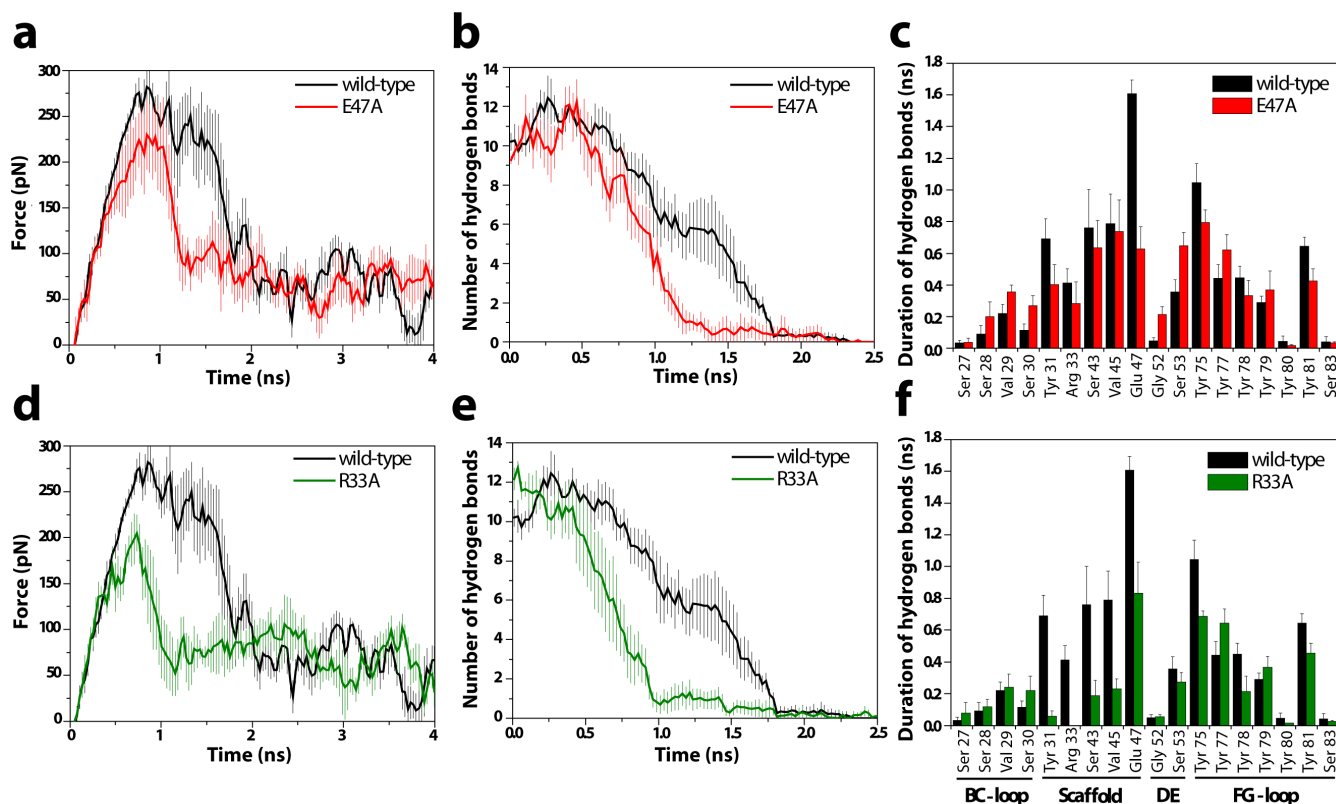 a
b
c
300
250
200
150
100
50
0
Force (pN)
wild-type
E47A
0
1
2
3
4
Time (ns)
14
12
10
8
6
4
2
0
Number of hydrogen bonds
wild-type
E47A
0.0
0.5
1.0
1.5
2.0
2.5
Time (ns)
1.8
1.6
1.4
1.2
1.0
0.8
0.6
0.4
0.2
0.0
Duration of hydrogen bonds (ns)
wild-type
E47A
Ser 27
Ser 28
Val 29
Ser 30
Tyr 31
Arg 33
Ser 43
Val 45
Glu 47
Gly 52
Ser 53
Tyr 75
Tyr 77
Tyr 78
Tyr 79
Tyr 80
Tyr 81
Ser 83
d
e
f
300
250
200
150
100
50
0
Force (pN)
wild-type
R33A
0
1
2
3
4
Time (ns)
14
12
10
8
6
4
2
0
Number of hydrogen bonds
wild-type
R33A
0.0
0.5
1.0
1.5
2.0
2.5
Time (ns)
1.8
1.6
1.4
1.2
1.0
0.8
0.6
0.4
0.2
0.0
Duration of hydrogen bonds (ns)
wild-type
R33A
Ser 27
Ser 28
Val 29
Ser 30
Tyr 31
Arg 33
Ser 43
Val 45
Glu 47
Gly 52
Ser 53
Tyr 75
Tyr 77
Tyr 78
Tyr 79
Tyr 80
Tyr 81
Ser 83
BC-loop
Scaffold
DE
FG-loop